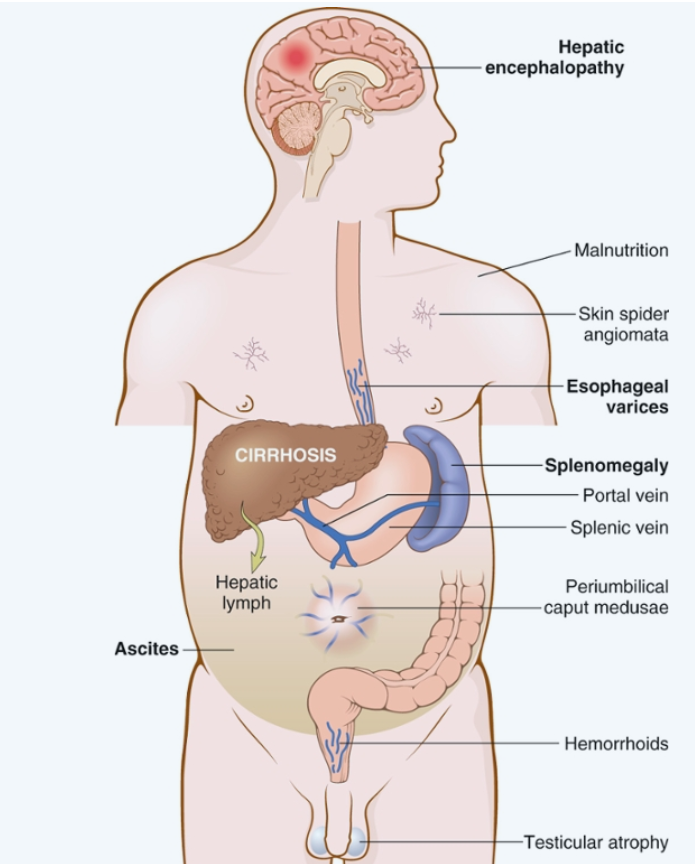 Hepatic
encephalopathy
Malnutrition
Skin spider
angiomata
Esophageal
varices
CIRRHOSIS
Splenomegaly
Portal vein
Splenic vein
Hepatic
lymph
Periumbilical
caput medusae
Ascites
Hemorrhoids
Testicular atrophy